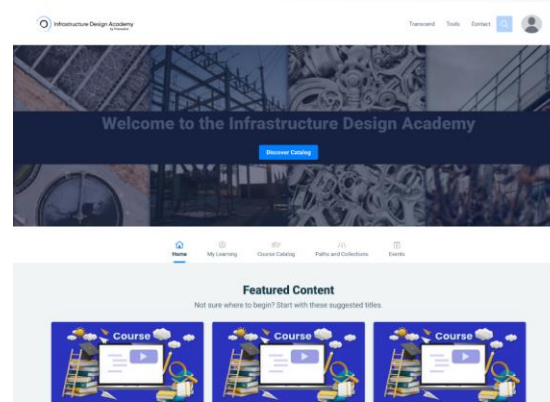 Infrastructure Design Academy
by Transcend
Transcend Tools Contact
Welcome to the Infrastructure Design Academy
Discover Catalog
Home My Learning Course Catalog Paths and Collections Events
Featured Content
Not sure where to begin? Start with these suggested titles.
Course Course Course